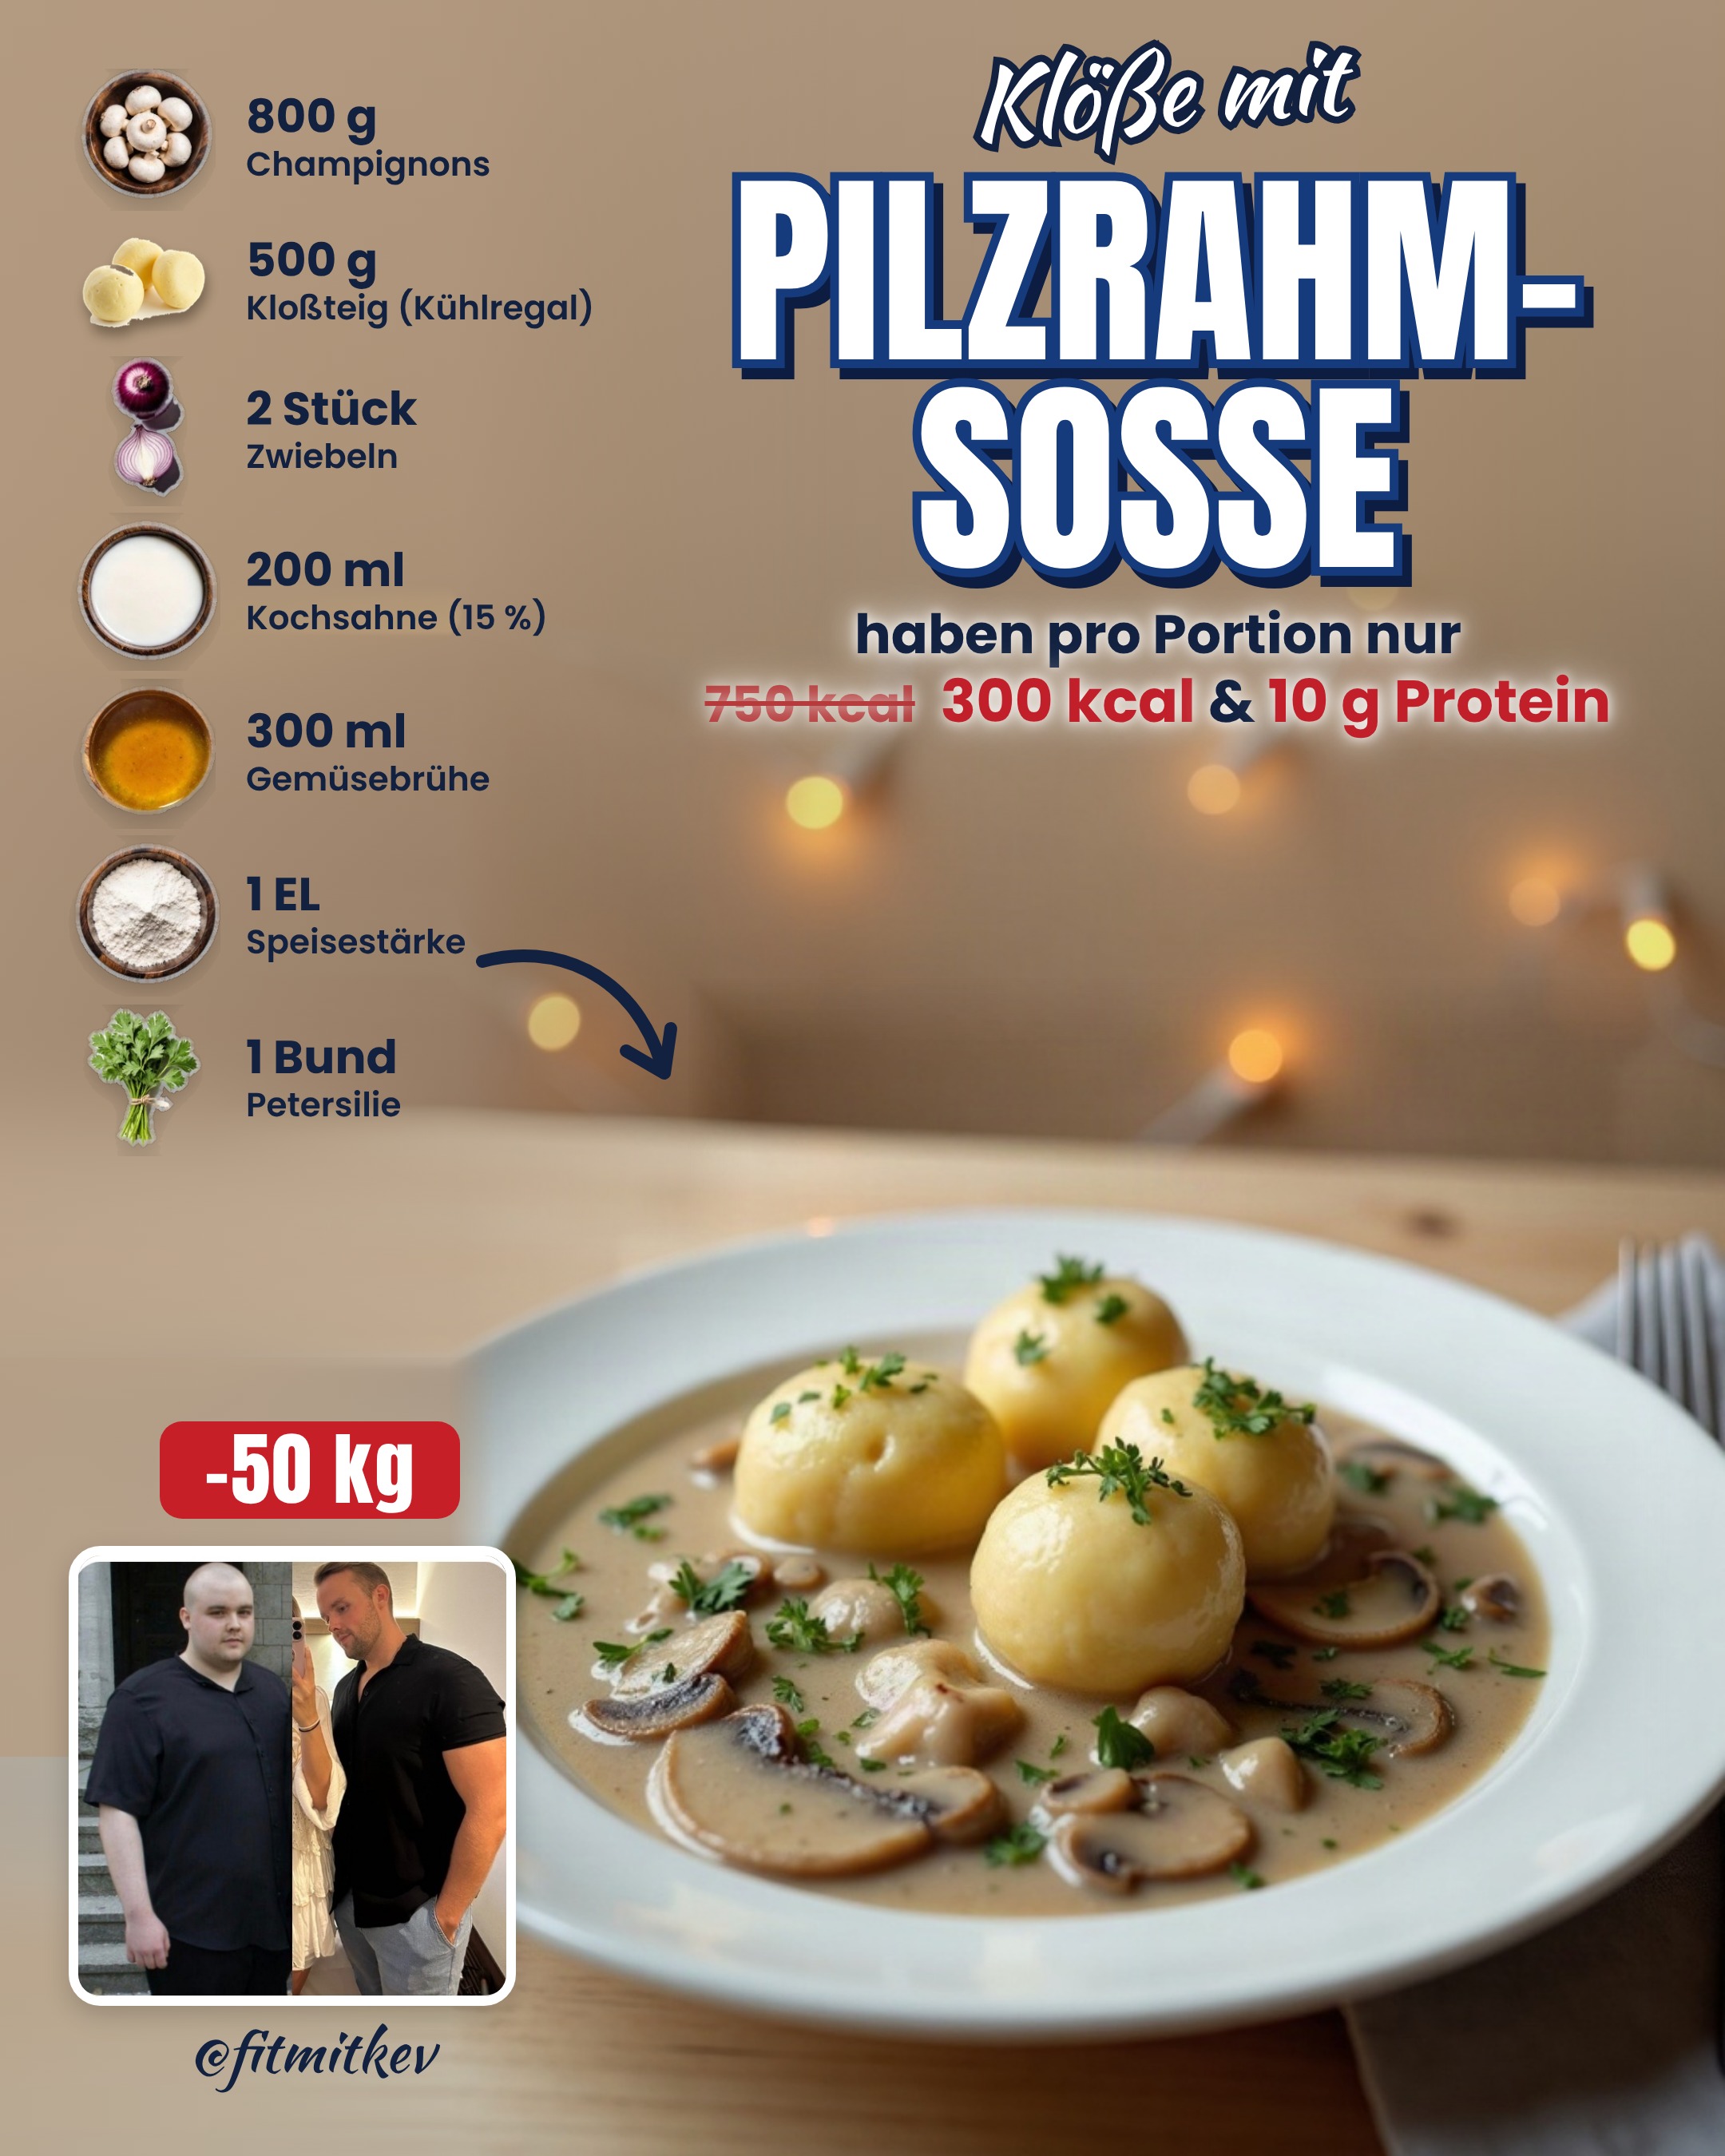 Klöße mit
PILZRAHM-
SOSSE
haben pro Portion nur
750 kcal 300 kcal & 10 g Protein
800 g
Champignons
500 g
Kloßteig (Kühlregal)
2 Stück
Zwiebeln
200 ml
Kochsahne (15 %)
300 ml
Gemüsebrühe
1 EL
Speisestärke
1 Bund
Petersilie
-50 kg
@fitmitkev